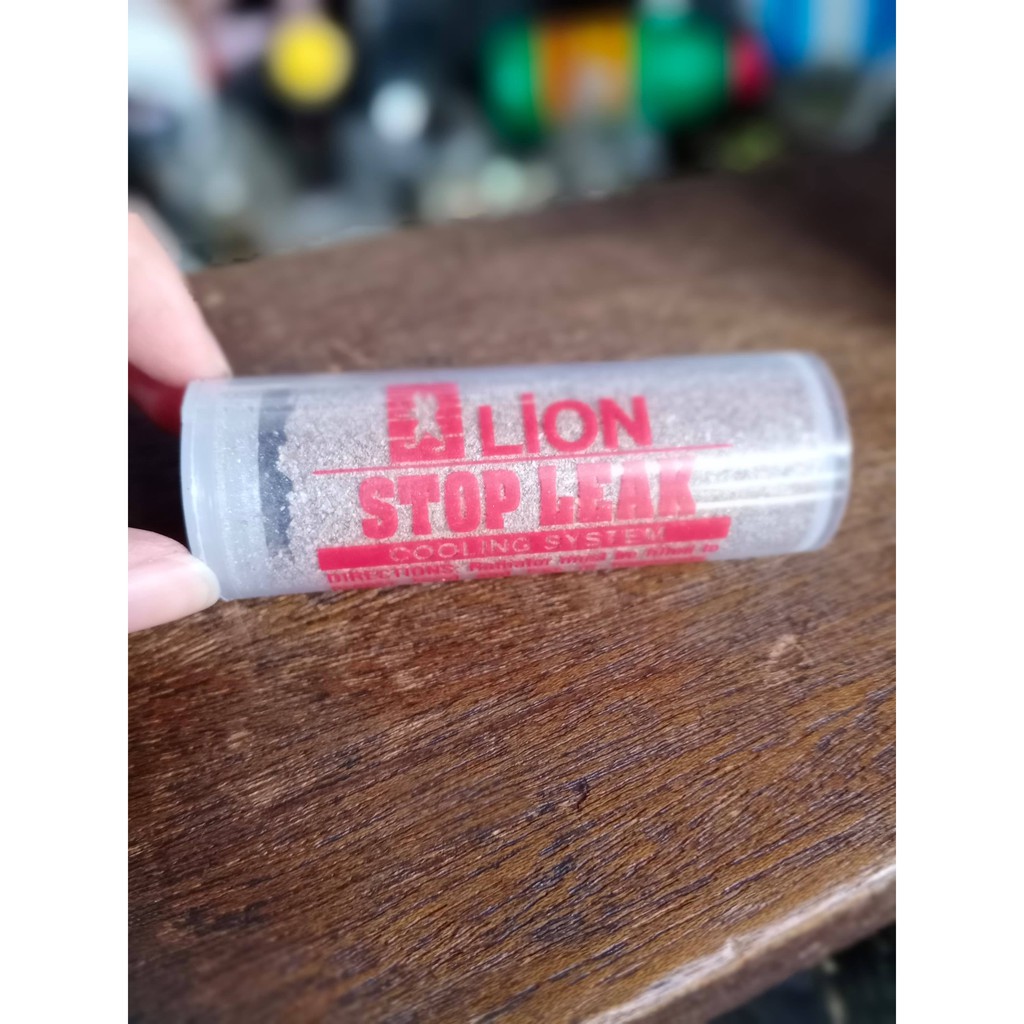 LiON
STOP LEAK
COOLING SYSTEM
DIRECTIONS Radiator must be filled to